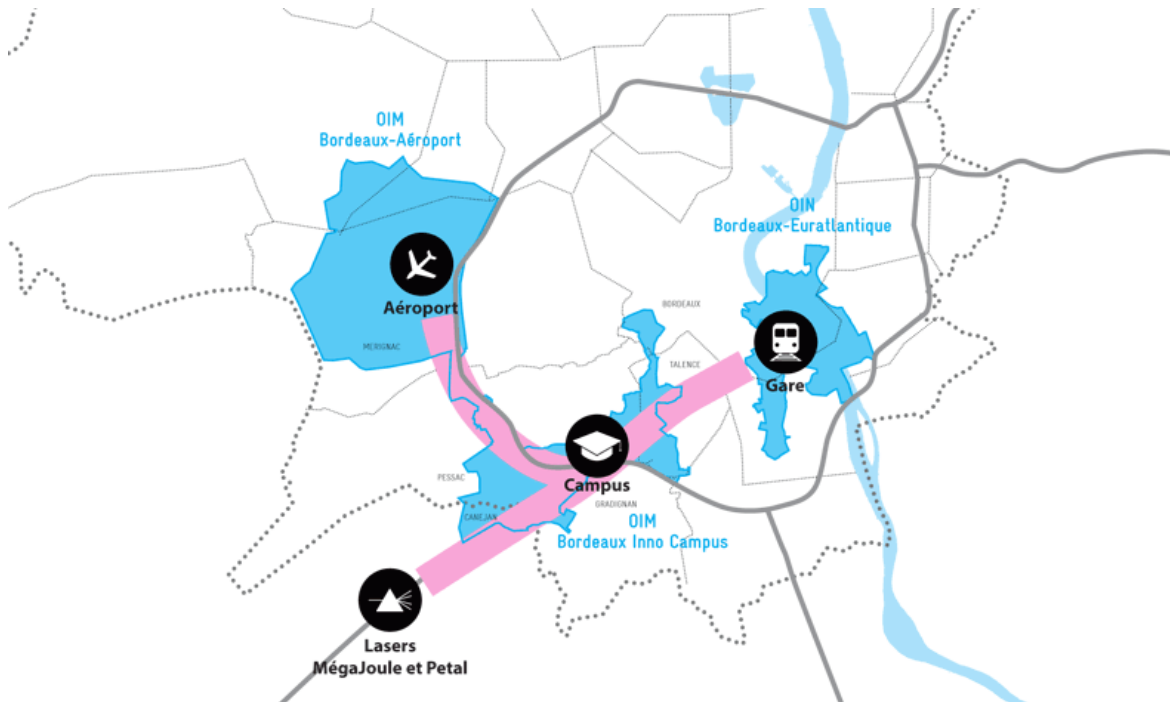 OIM
Bordeaux-Aéroport
OIN
Bordeaux-Euratlantique
Aéroport
BORDEAUX
MERIGNAC
TALENCE
Gare
PESSAC
Campus
GRADIGNAN
CANEJAN
OIM
Bordeaux Inno Campus
Lasers
MégaJoule et Petal